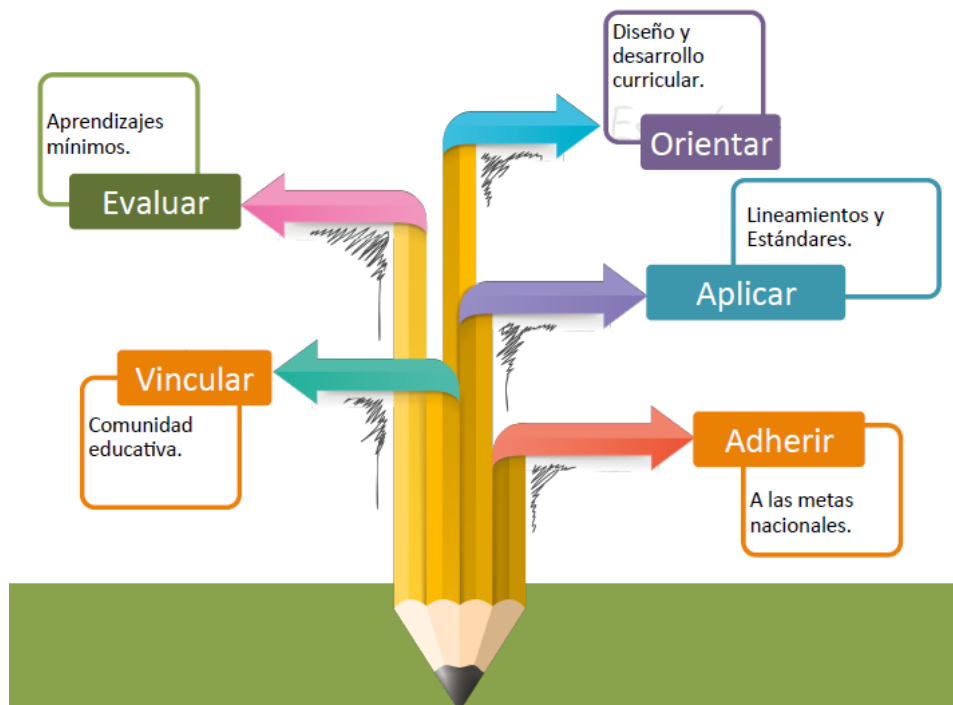 Diseño y
desarrollo
curricular.
Orientar
Aprendizajes
mínimos.
Evaluar
Lineamientos y
Estándares.
Aplicar
Vincular
Comunidad
educativa.
Adherir
A las metas
nacionales.